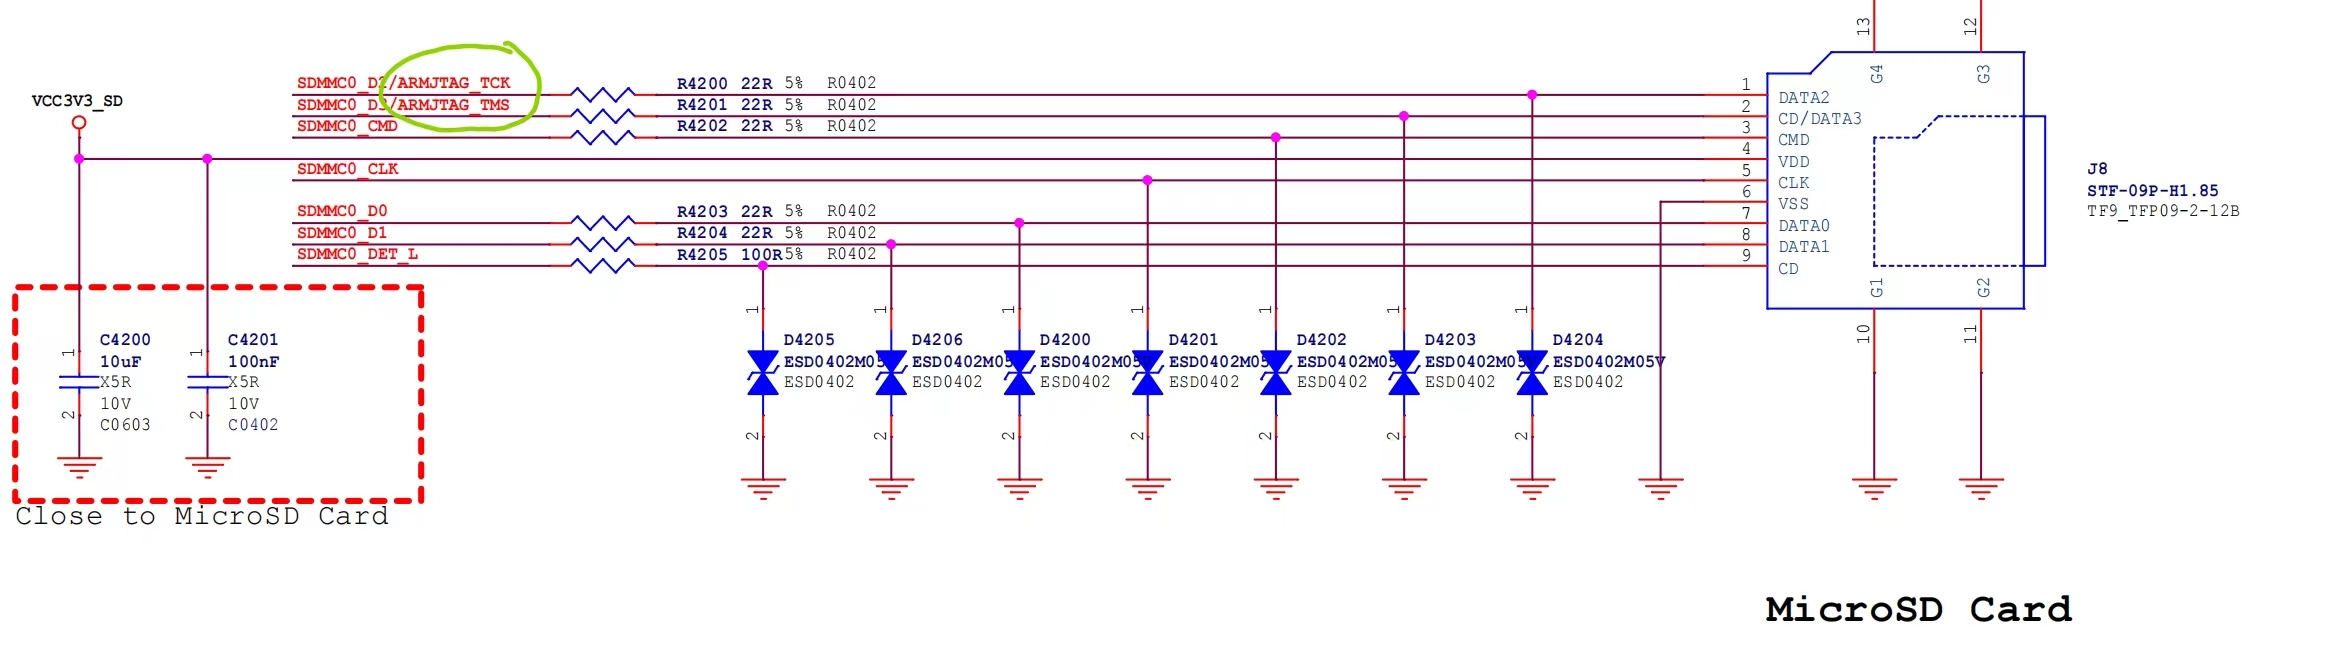 13
12
G4
G3
VCC3V3_SD
SDMMC0_D2/ARMJTAG_TCK
R4200 22R 5% R0402
1
DATA2
SDMMC0_D3/ARMJTAG_TMS
R4201 22R 5% R0402
2
CD/DATA3
SDMMC0_CMD
R4202 22R 5% R0402
3
CMD
4
VDD
SDMMC0_CLK
5
CLK
6
VSS
SDMMC0_D0
R4203 22R 5% R0402
7
DATA0
SDMMC0_D1
R4204 22R 5% R0402
8
DATA1
SDMMC0_DET_L
R4205 100R 5% R0402
9
CD
J8
STF-09P-H1.85
TF9_TFP09-2-12B
G1
G2
10
11
1
C4200
10uF
X5R
10V
C0603
2
1
C4201
100nF
X5R
10V
C0402
2
Close to MicroSD Card
1
D4205
ESD0402M05
ESD0402
2
1
D4206
ESD0402M05
ESD0402
2
1
D4200
ESD0402M05V
ESD0402
2
1
D4201
ESD0402M05
ESD0402
2
1
D4202
ESD0402M05
ESD0402
2
1
D4203
ESD0402M05V
ESD0402
2
1
D4204
ESD0402M05V
ESD0402
2
MicroSD Card